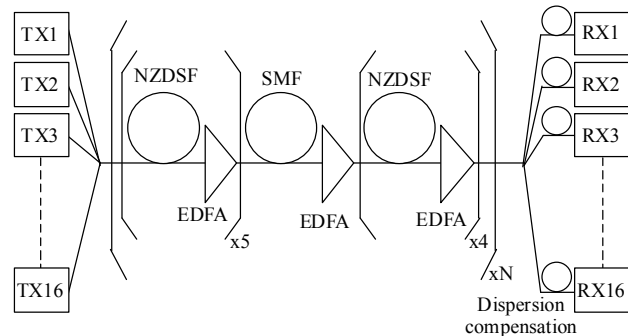 TX1
TX2
TX3
TX16
NZDSF
SMF
NZDSF
EDFA
x5
EDFA
EDFA
x4
xN
RX1
RX2
RX3
RX16
Dispersion
compensation